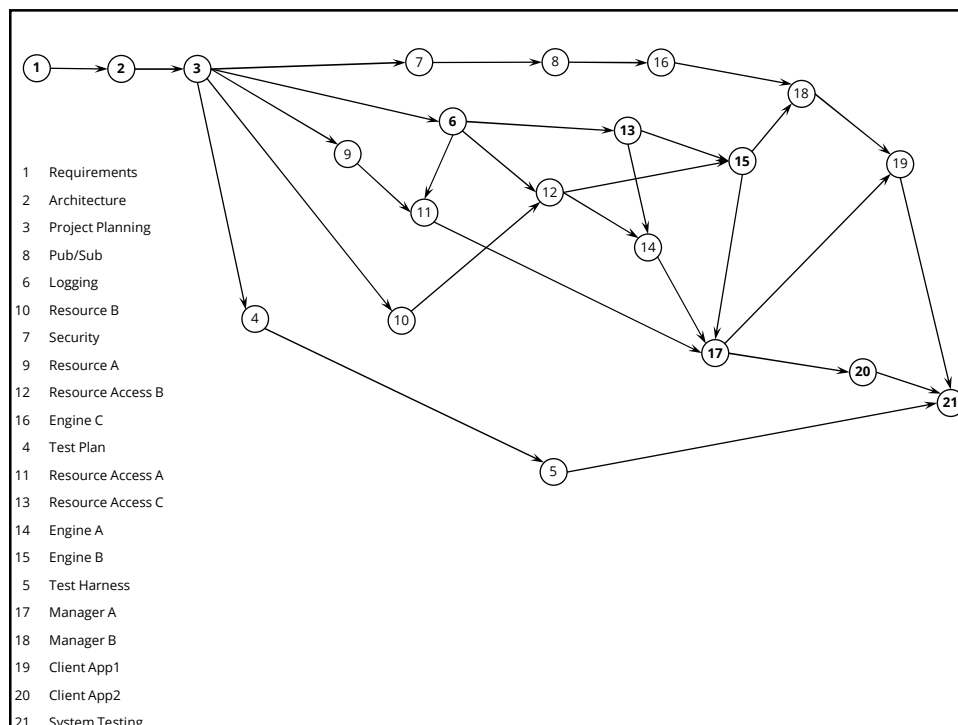 1 2 3 7 8 16
18
6 13
9 15 19
12
11
14
4 10
17
20
21
5
1 Requirements
2 Architecture
3 Project Planning
8 Pub/Sub
6 Logging
10 Resource B
7 Security
9 Resource A
12 Resource Access B
16 Engine C
4 Test Plan
11 Resource Access A
13 Resource Access C
14 Engine A
15 Engine B
5 Test Harness
17 Manager A
18 Manager B
19 Client App1
20 Client App2
21 System Testing